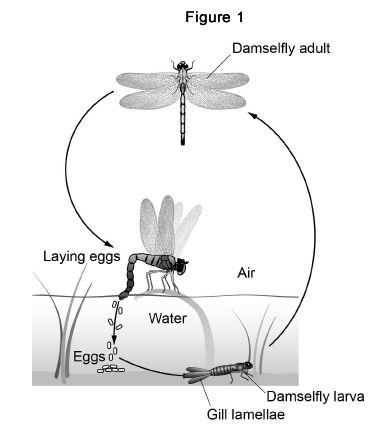 Figure 1
Damselfly adult
Laying eggs
Air
Water
Eggs
Damselfly larva
Gill lamellae